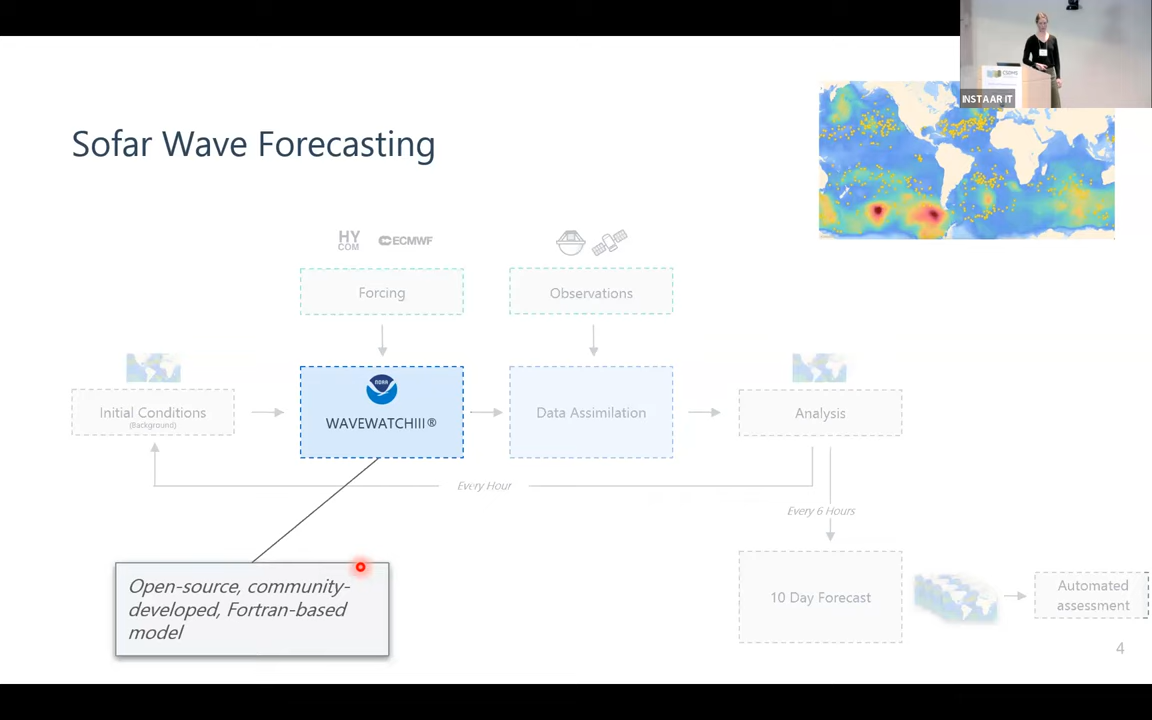 INSTAAR IT
Sofar Wave Forecasting
HY
COM
ECMWF
Forcing
Observations
Initial Conditions
(Background)
NOAA
WAVEWATCHIII®
Data Assimilation
Analysis
Every Hour
Every 6 Hours
Open-source, community-
developed, Fortran-based
model
10 Day Forecast
Automated
assessment
4